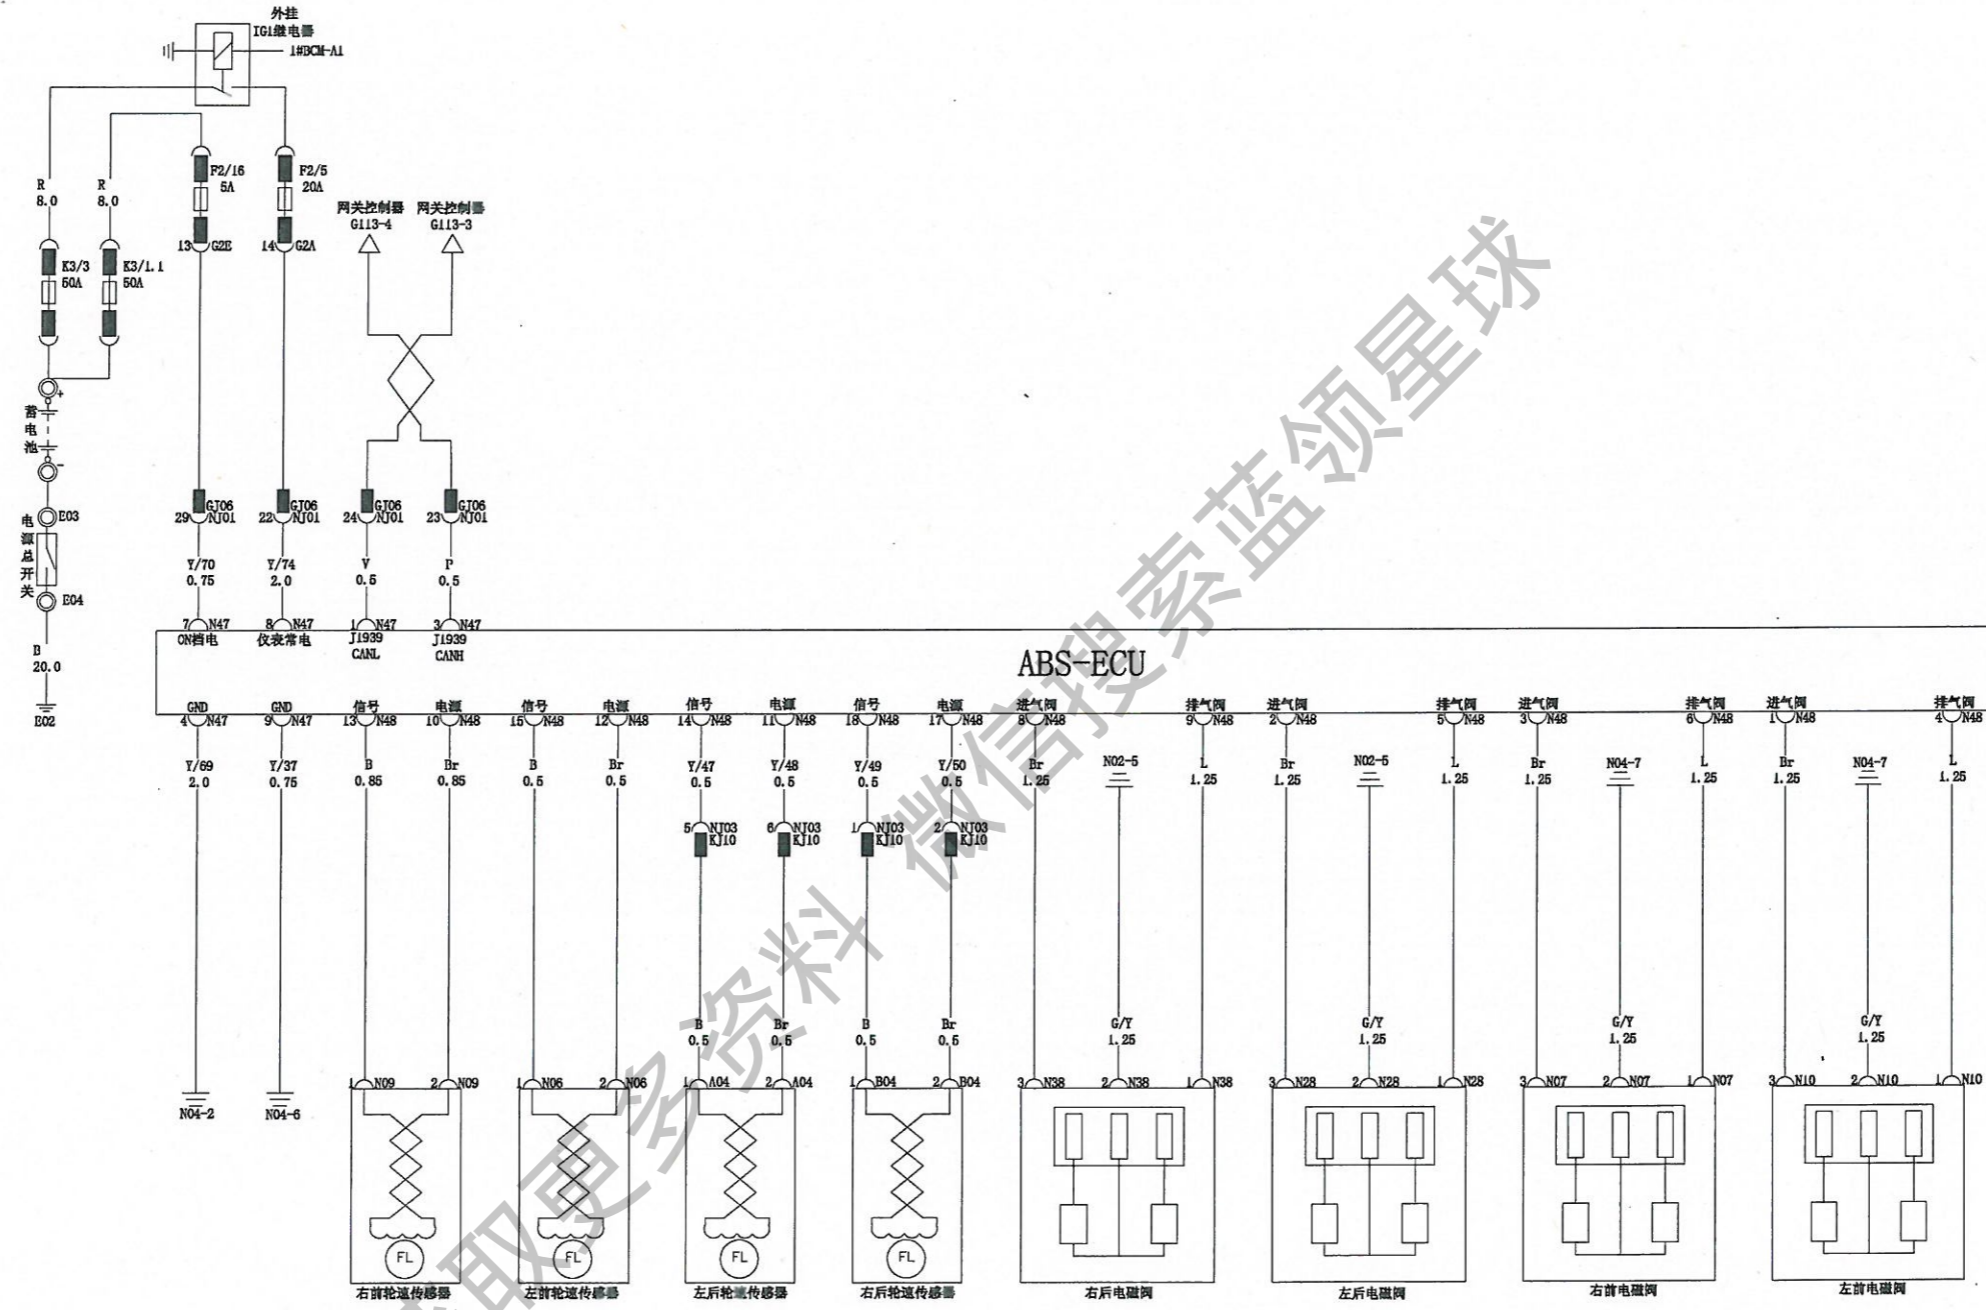 外挂
IG1继电器
1#BCM-A1
R
8.0
R
8.0
F2/16
5A
F2/5
20A
网关控制器
G113-4
网关控制器
G113-3
13 G2E
14 G2A
K3/3
50A
K3/1.1
50A
+
蓄电池
-
电源总开关
E03
E04
B
20.0
E02
GJ06
29 NJ01
GJ06
22 NJ01
GJ06
24 NJ01
GJ06
23 NJ01
Y/70
0.75
Y/74
2.0
V
0.5
P
0.5
7 N47
ON档电
8 N47
仪表常电
1 N47
J1939
CANL
3 N47
J1939
CANH
ABS-ECU
GND
4 N47
GND
9 N47
信号
13 N48
电源
10 N48
信号
15 N48
电源
12 N48
信号
14 N48
电源
11 N48
信号
18 N48
电源
17 N48
进气阀
8 N48
排气阀
9 N48
进气阀
2 N48
排气阀
5 N48
进气阀
3 N48
排气阀
6 N48
进气阀
1 N48
排气阀
4 N48
Y/69
2.0
Y/37
0.75
B
0.85
Br
0.85
B
0.5
Br
0.5
Y/47
0.5
Y/48
0.5
Y/49
0.5
Y/50
0.5
Br
1.25
N02-5
L
1.25
Br
1.25
N02-5
L
1.25
Br
1.25
N04-7
L
1.25
Br
1.25
N04-7
L
1.25
5 NJ03
KJ10
6 NJ03
KJ10
1 NJ03
KJ10
2 NJ03
KJ10
B
0.5
Br
0.5
B
0.5
Br
0.5
G/Y
1.25
G/Y
1.25
G/Y
1.25
G/Y
1.25
N04-2
N04-6
1 N09
2 N09
1 N06
2 N06
1 A04
2 A04
1 B04
2 B04
3 N38
2 N38
1 N38
3 N28
2 N28
1 N28
3 N07
2 N07
1 N07
3 N10
2 N10
1 N10
FL
FL
FL
FL
右前轮速传感器
左前轮速传感器
左后轮速传感器
右后轮速传感器
右后电磁阀
左后电磁阀
右前电磁阀
左前电磁阀
取更多资料 微信搜索蓝领星球